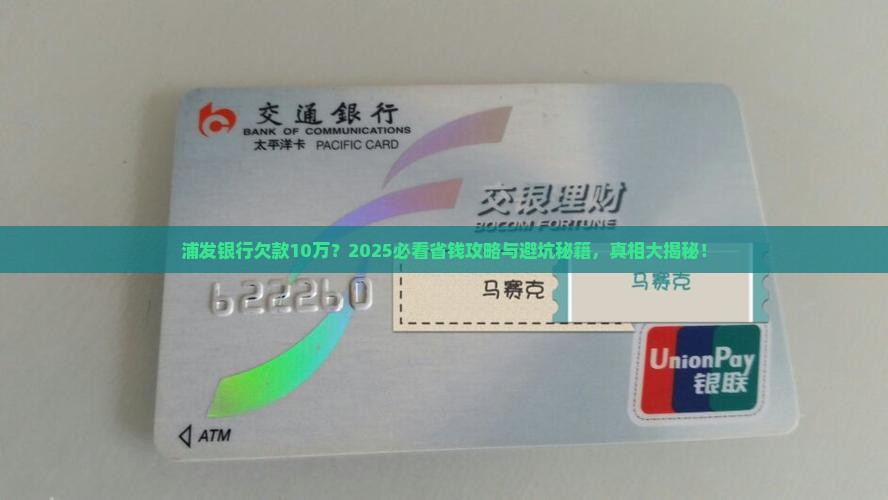 交通銀行
BANK OF COMMUNICATIONS
太平洋卡 PACIFIC CARD
交银理财
BOCOM FORTUNE
浦发银行欠款10万？2025必看省钱攻略与避坑秘籍，真相大揭秘！
622260
马赛克
马赛克
UnionPay
银联
ATM